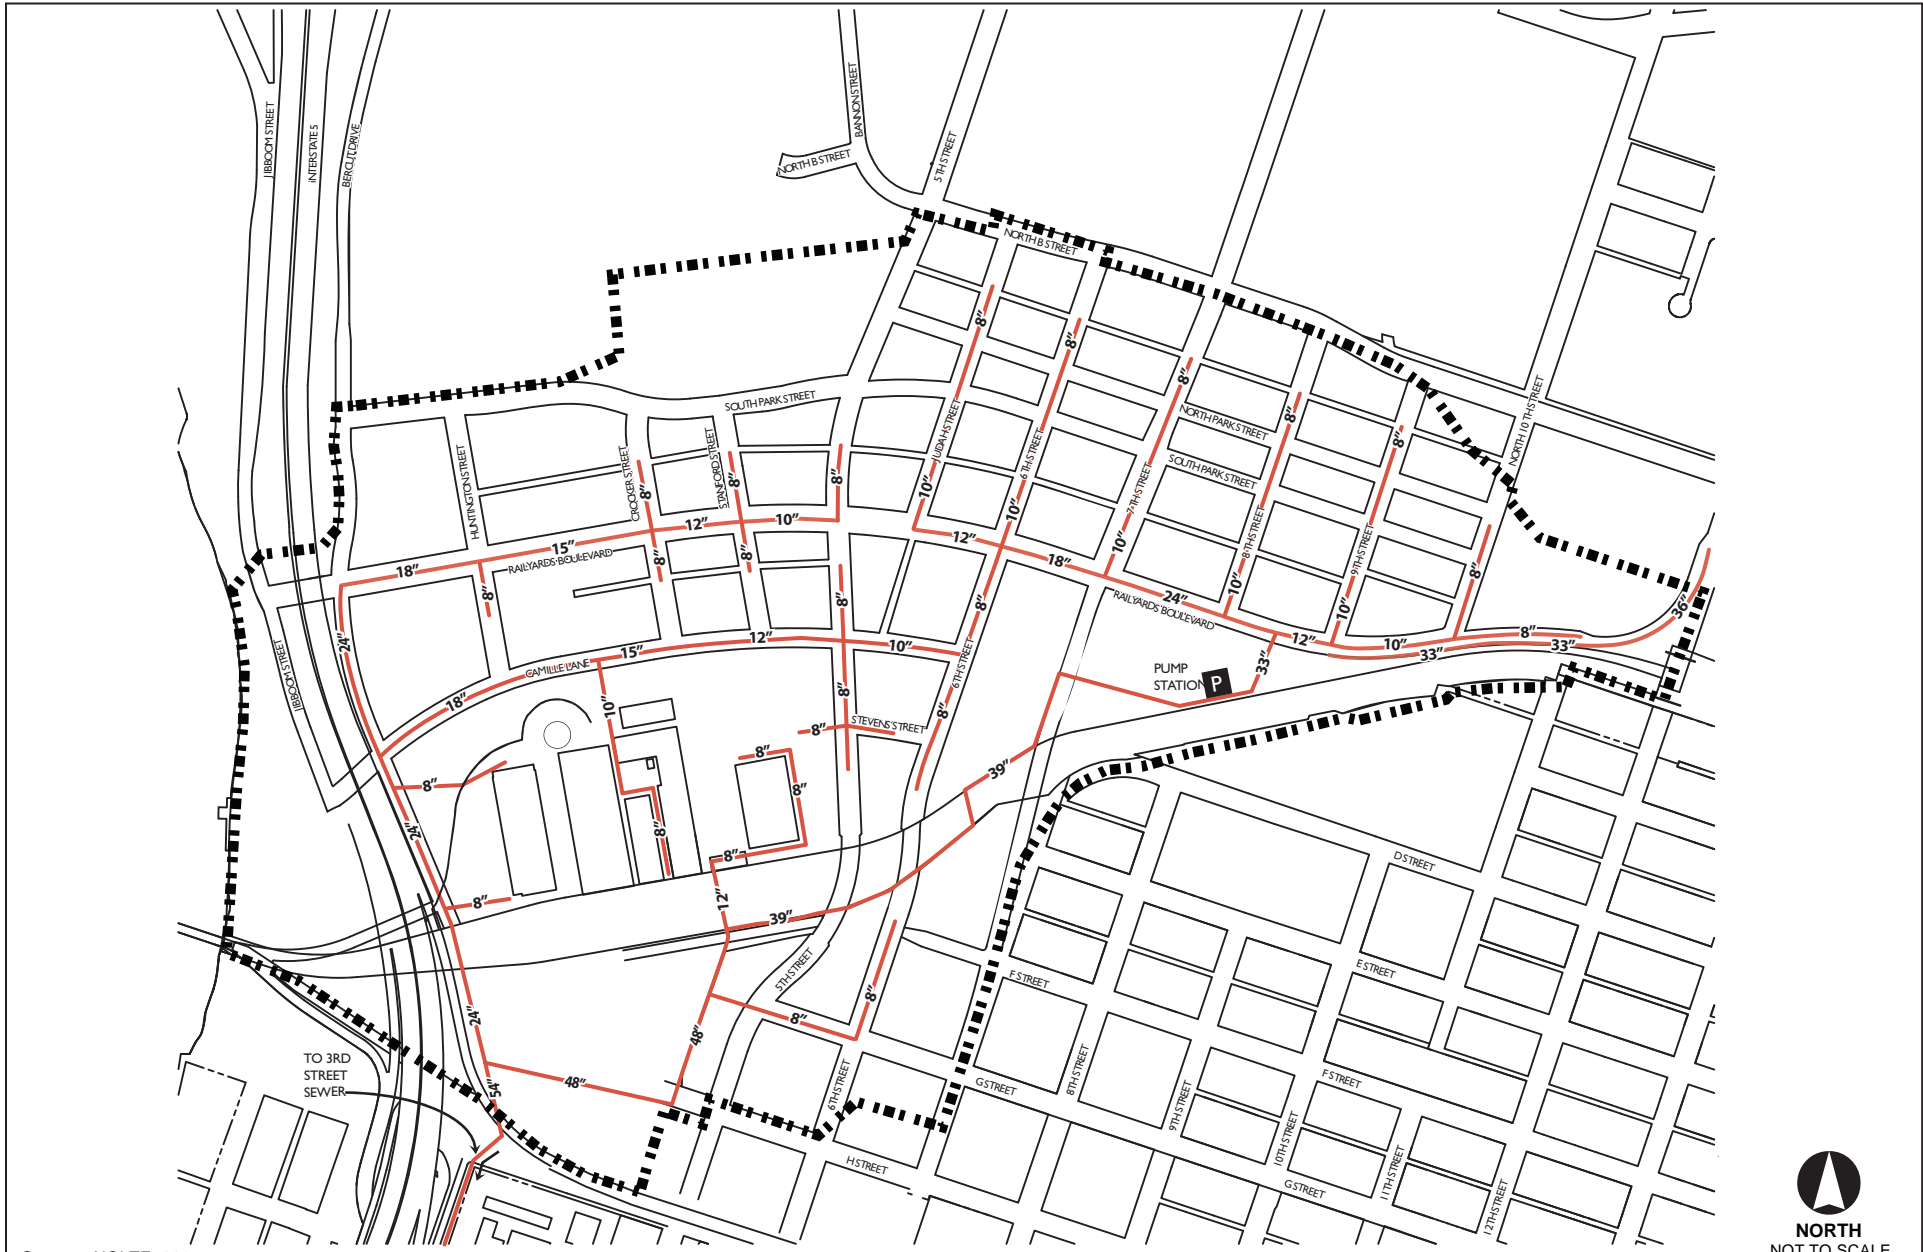 JIBBOOM STREET
INTERSTATE 5
BERCUT DRIVE
BANNON STREET
NORTH B STREET
5TH STREET
NORTH B STREET
8”
8”
8”
8”
8”
SOUTH PARK STREET
NORTH PARK STREET
SOUTH PARK STREET
JUDAH STREET
6TH STREET
7TH STREET
8TH STREET
9TH STREET
NORTH 10TH STREET
HUNTINGTON STREET
CROCKER STREET
STANFORD STREET
8”
8”
8”
10”
10”
10”
10”
10”
8”
18”
15”
12”
10”
RAILYARDS BOULEVARD
8”
8”
8”
12”
18”
24”
RAILYARDS BOULEVARD
12”
10”
8”
33”
33”
36”
33”
24”
JIBBOOM STREET
CAMILLE LANE
18”
15”
12”
10”
8”
8”
6TH STREET
8”
8”
8”
STEVENS STREET
PUMP
STATION
P
10”
8”
8”
8”
8”
8”
24”
39”
8”
12”
39”
D STREET
E STREET
F STREET
5TH STREET
8”
8”
24”
48”
48”
54”
TO 3RD
STREET
SEWER
6TH STREET
G STREET
8TH STREET
9TH STREET
F STREET
10TH STREET
11TH STREET
12TH STREET
H STREET
G STREET
NORTH
NOT TO SCALE